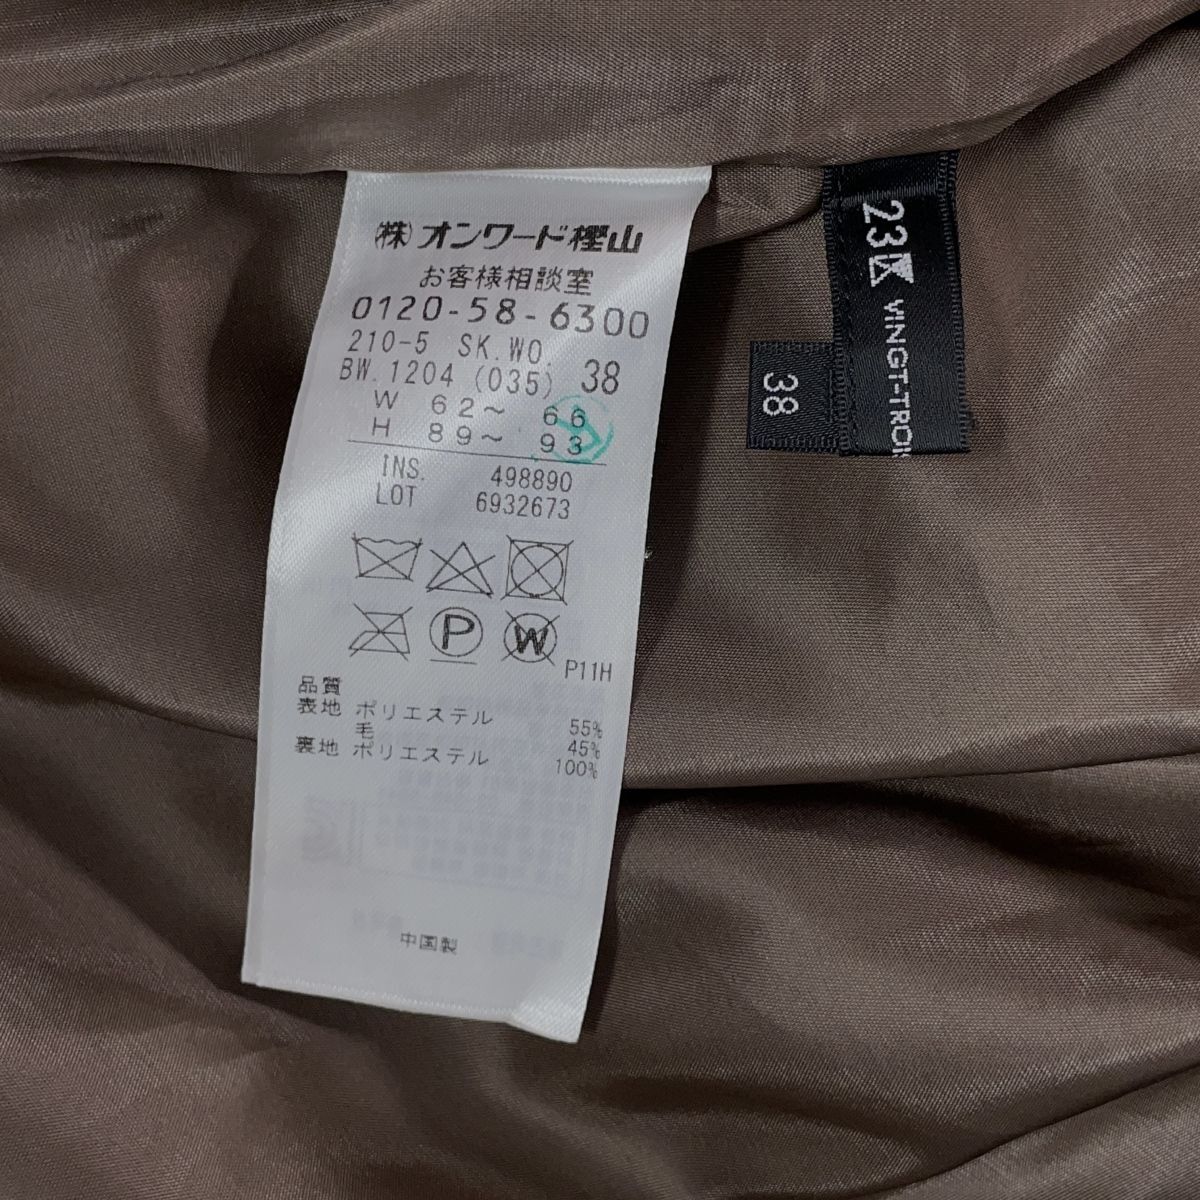 (株)オンワード樫山
お客様相談室
0120-58-6300
210-5 SK.WO.
BW.1204 (035) 38
W 62～ 66
H 89～ 93
INS. 498890
LOT 6932673
P
W
P11H
品質
表地 ポリエステル 55%
毛 45%
裏地 ポリエステル 100%
中国製
23K VINGT-TROIS
38